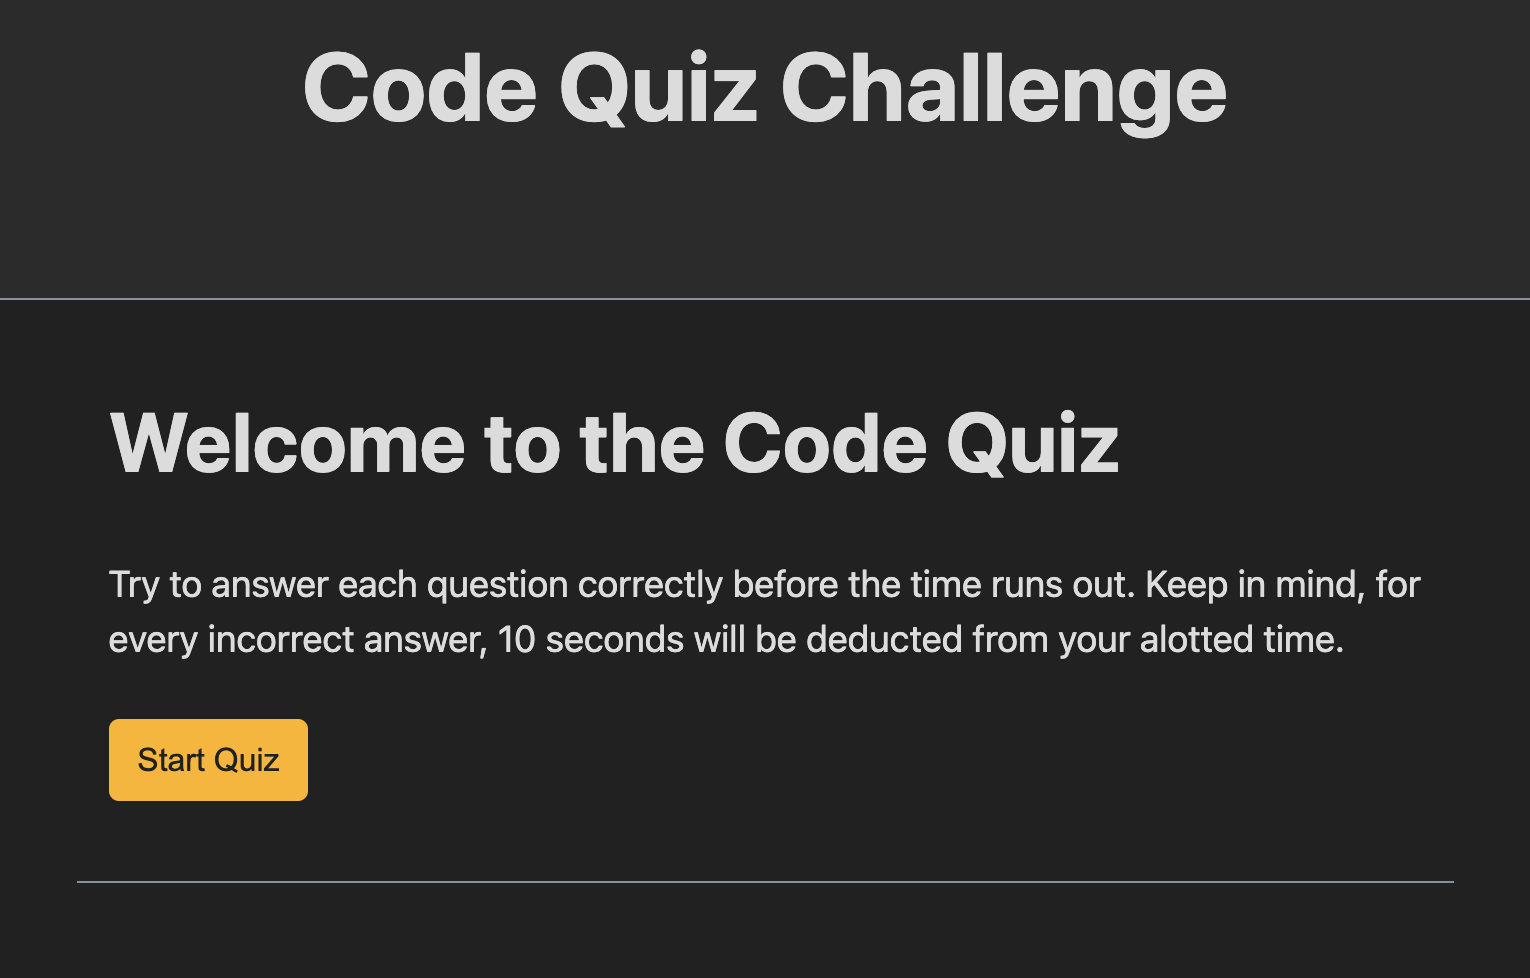 Code Quiz Challenge
Welcome to the Code Quiz
Try to answer each question correctly before the time runs out. Keep in mind, for
every incorrect answer, 10 seconds will be deducted from your alotted time.
Start Quiz